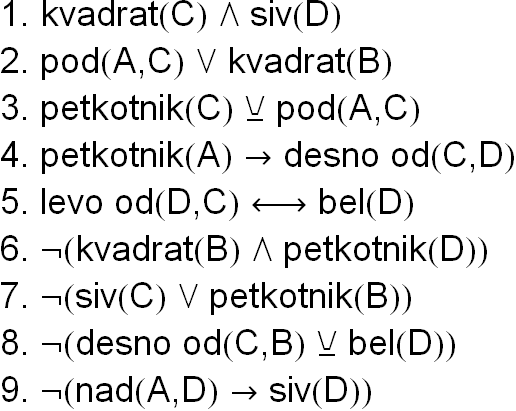 1. kvadrat(C) ∧ siv(D)
2. pod(A,C) ∨ kvadrat(B)
3. petkotnik(C) ⊻ pod(A,C)
4. petkotnik(A) → desno od(C,D)
5. levo od(D,C) ⟷ bel(D)
6. ¬(kvadrat(B) ∧ petkotnik(D))
7. ¬(siv(C) ∨ petkotnik(B))
8. ¬(desno od(C,B) ⊻ bel(D))
9. ¬(nad(A,D) → siv(D))